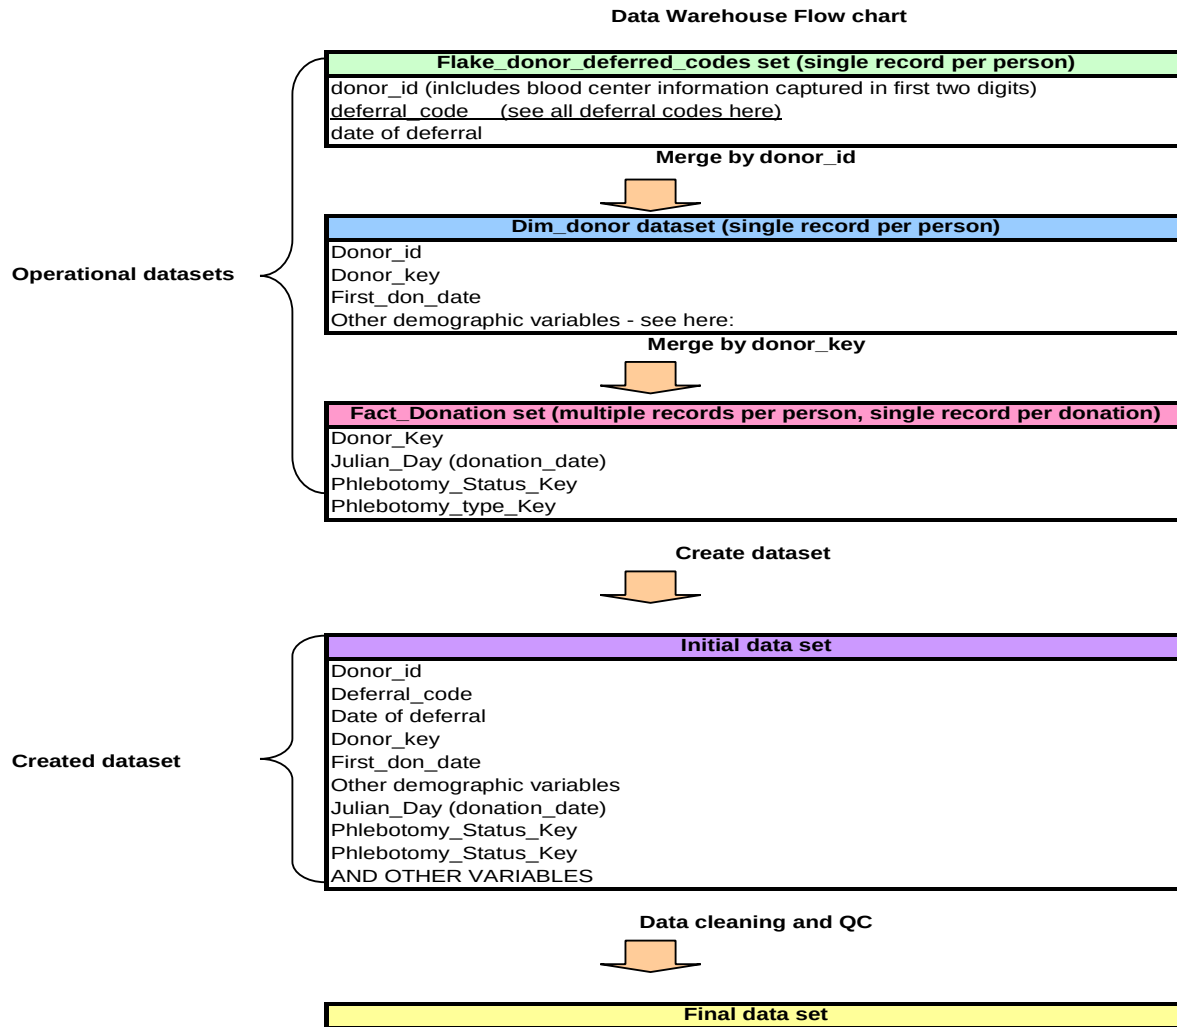 Data Warehouse Flow chart
Flake_donor_deferred_codes set (single record per person)
donor_id (inlcludes blood center information captured in first two digits)
deferral_code    (see all deferral codes here)
date of deferral
Merge by donor_id
Dim_donor dataset (single record per person)
Donor_id
Donor_key
First_don_date
Other demographic variables - see here:
Operational datasets
Merge by donor_key
Fact_Donation set (multiple records per person, single record per donation)
Donor_Key
Julian_Day (donation_date)
Phlebotomy_Status_Key
Phlebotomy_type_Key
Create dataset
Initial data set
Donor_id
Deferral_code
Date of deferral
Donor_key
First_don_date
Other demographic variables
Julian_Day (donation_date)
Phlebotomy_Status_Key
Phlebotomy_Status_Key
AND OTHER VARIABLES
Created dataset
Data cleaning and QC
Final data set